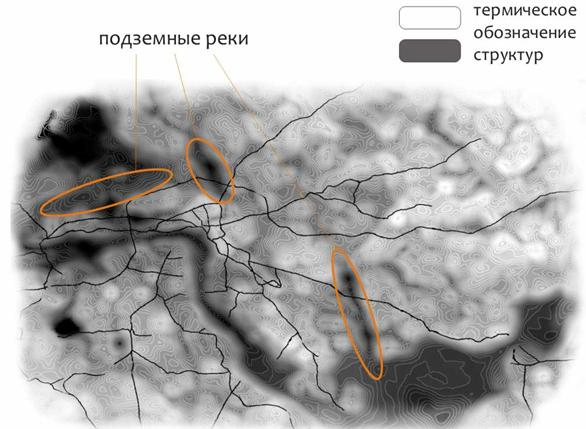 термическое
обозначение
структур
подземные реки